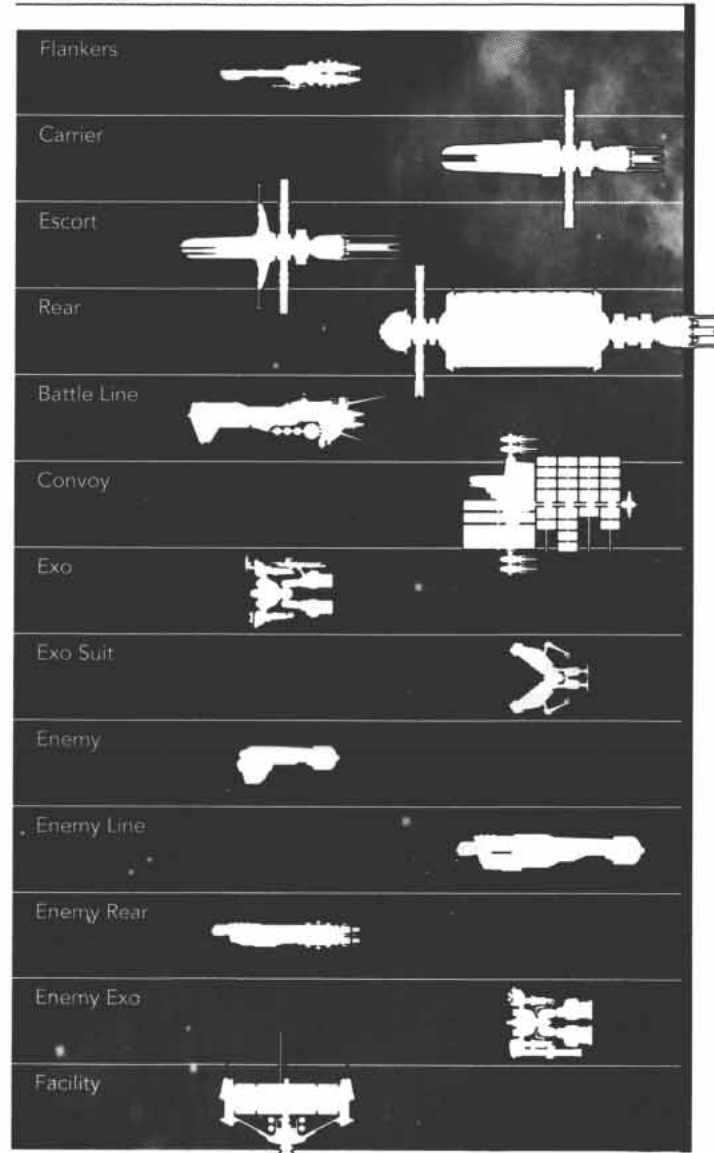 Flankers
Carrier
Escort
Rear
Battle Line
Convoy
Exo
Exo Suit
Enemy
Enemy Line
Enemy Rear
Enemy Exo
Facility